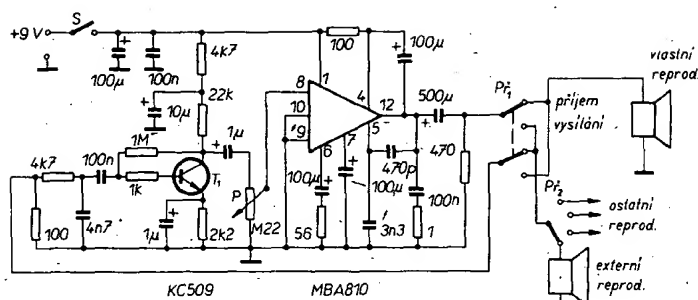 +9 V
S
100μ
100n
4k7
10μ
22k
1M
1μ
4k7
100n
1k
T1
100
4n7
1μ
2k2
P
M22
100
100μ
8
1
4
10
12
9
5
6
7
100μ
56
100μ
470p
3n3
100n
1
500μ
470
Př1
příjem
vysílání
vlastní
reprod.
Př2
ostatní
reprod.
externí
reprod.
KC509
MBA810